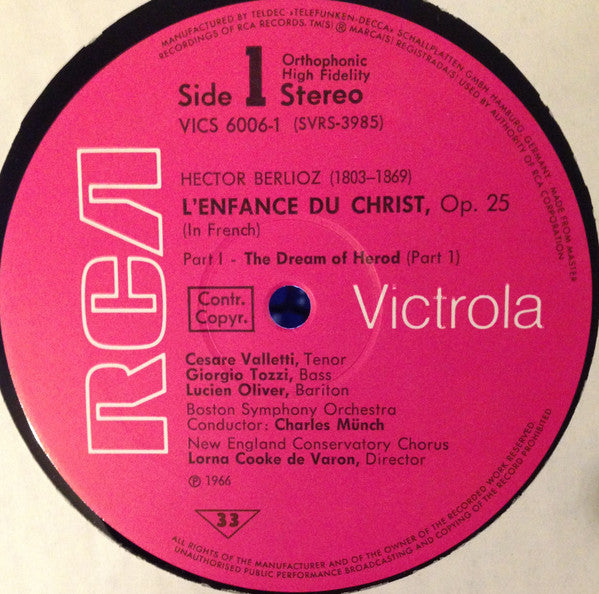 MANUFACTURED BY TELDEC »TELEFUNKEN-DECCA« SCHALLPLATTEN GMBH, HAMBURG, GERMANY, MADE FROM MASTER
RECORDINGS OF RCA RECORDS. TM(S) ® MARCA(S) REGISTRADA(S) USED BY AUTHORITY OF RCA CORPORATION
Side 1 Orthophonic
High Fidelity
Stereo
VICS 6006-1 (SVRS-3985)
HECTOR BERLIOZ (1803–1869)
L'ENFANCE DU CHRIST, Op. 25
(In French)
Part I - The Dream of Herod (Part 1)
RCA
Contr.
Copyr.
Victrola
Cesare Valletti, Tenor
Giorgio Tozzi, Bass
Lucien Oliver, Bariton
Boston Symphony Orchestra
Conductor: Charles Münch
New England Conservatory Chorus
Lorna Cooke de Varon, Director
℗ 1966
33
ALL RIGHTS OF THE MANUFACTURER AND OF THE OWNER OF THE RECORDED WORK RESERVED
UNAUTHORISED PUBLIC PERFORMANCE BROADCASTING AND COPYING OF THE RECORD PROHIBITED